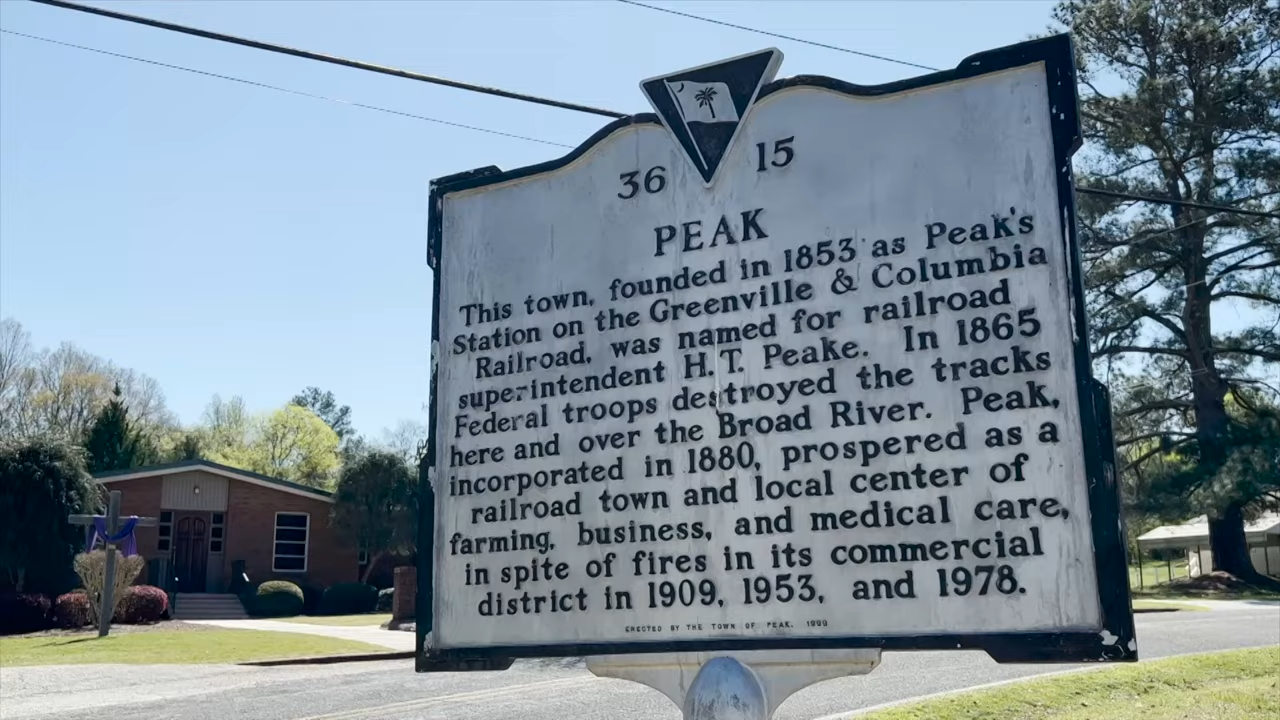 36 15
PEAK
This town, founded in 1853 as Peak's
Station on the Greenville & Columbia
Railroad, was named for railroad
superintendent H. T. Peake. In 1865
Federal troops destroyed the tracks
here and over the Broad River. Peak,
incorporated in 1880, prospered as a
railroad town and local center of
farming, business, and medical care,
in spite of fires in its commercial
district in 1909, 1953, and 1978.
ERECTED BY THE TOWN OF PEAK, 1999